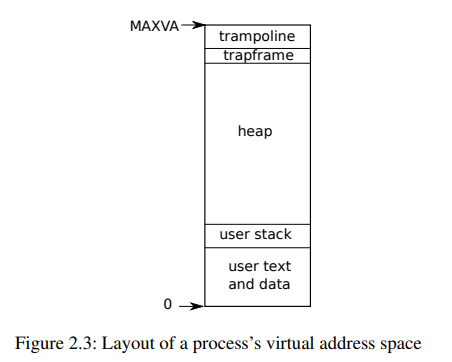 MAXVA
trampoline
trapframe
heap
user stack
user text
and data
0
Figure 2.3: Layout of a process’s virtual address space